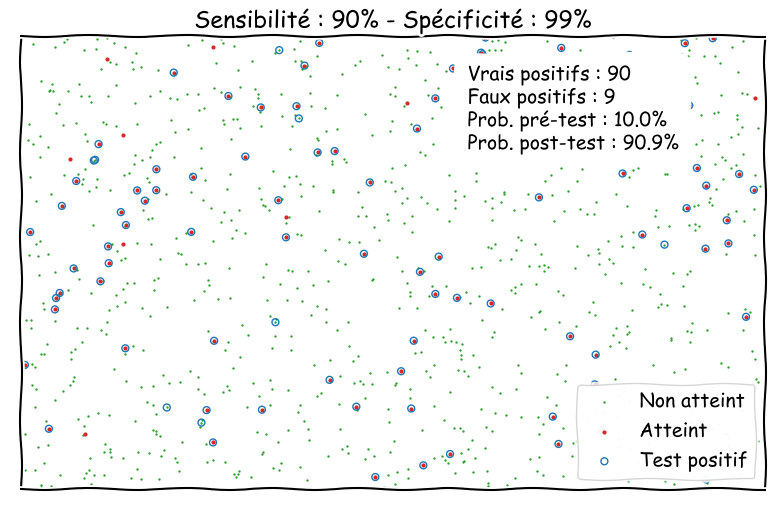 Sensibilité : 90% - Spécificité : 99%
Vrais positifs : 90
Faux positifs : 9
Prob. pré-test : 10.0%
Prob. post-test : 90.9%
Non atteint
Atteint
Test positif